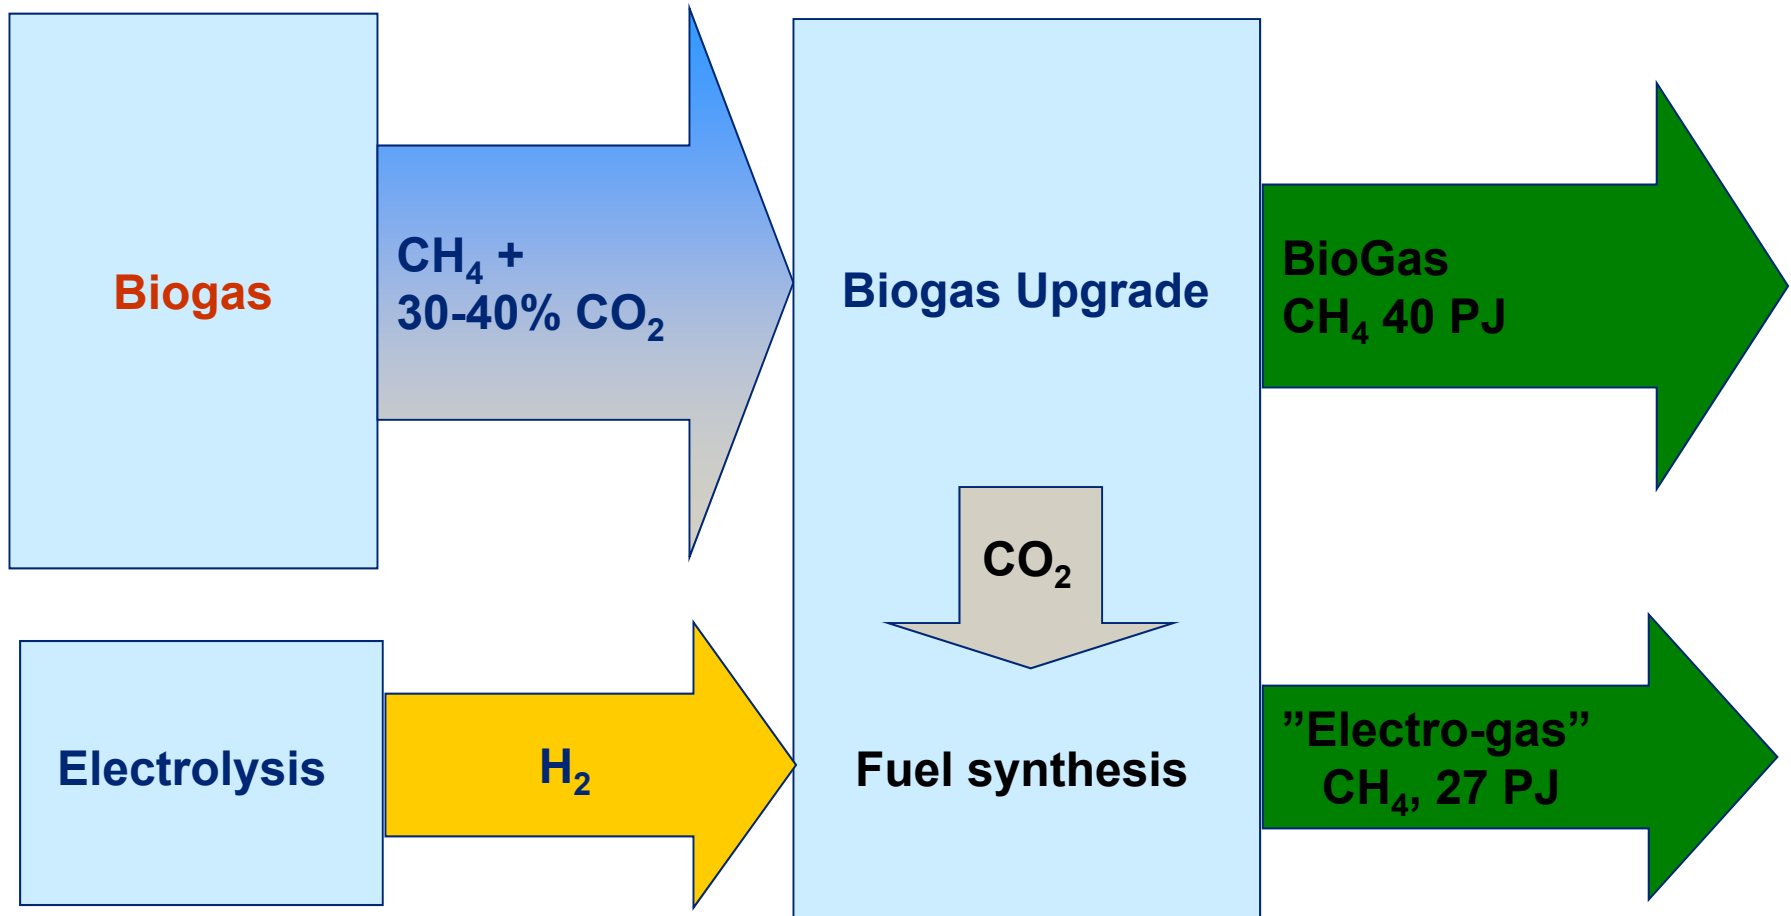 Biogas
CH₄ +
30-40% CO₂
Biogas Upgrade
BioGas
CH₄ 40 PJ
CO₂
Electrolysis
H₂
Fuel synthesis
”Electro-gas”
CH₄, 27 PJ